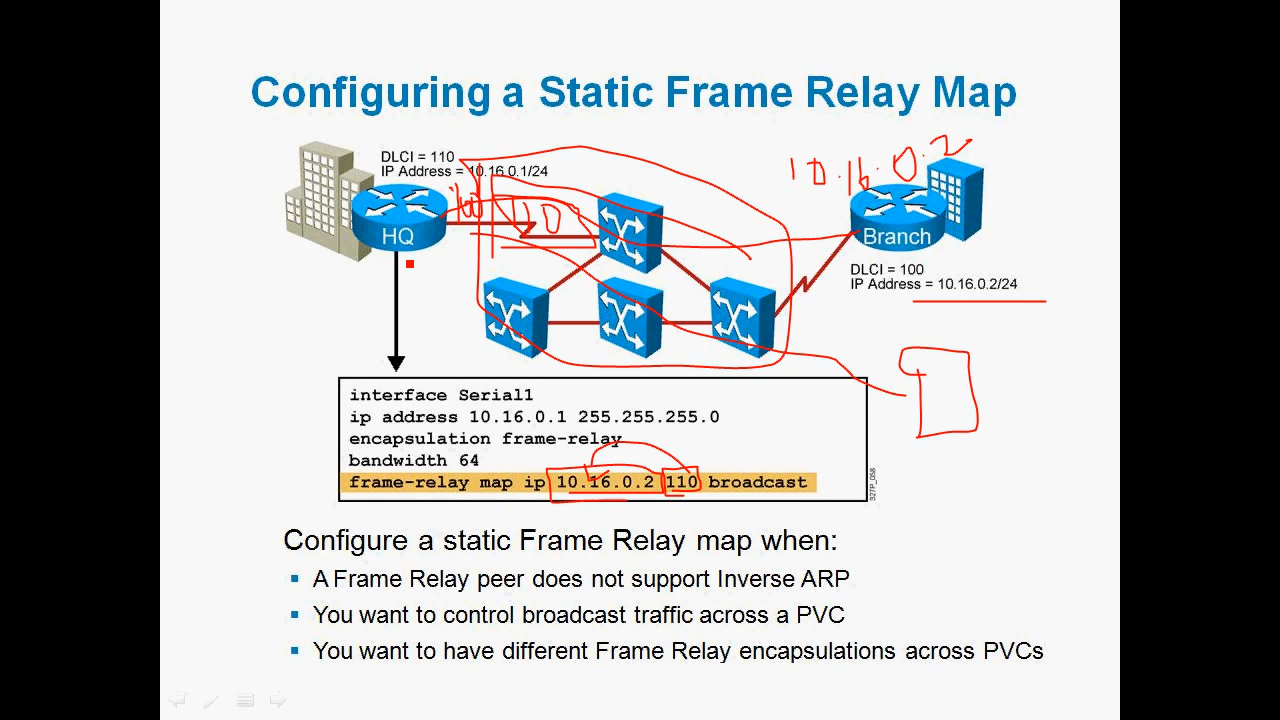 Configuring a Static Frame Relay Map
DLCI = 110
IP Address = 10.16.0.1/24
10.16.0.2
110
HQ
Branch
DLCI = 100
IP Address = 10.16.0.2/24
interface Serial1
ip address 10.16.0.1 255.255.255.0
encapsulation frame-relay
bandwidth 64
frame-relay map ip 10.16.0.2 110 broadcast
327P_058
Configure a static Frame Relay map when:
A Frame Relay peer does not support Inverse ARP
You want to control broadcast traffic across a PVC
You want to have different Frame Relay encapsulations across PVCs